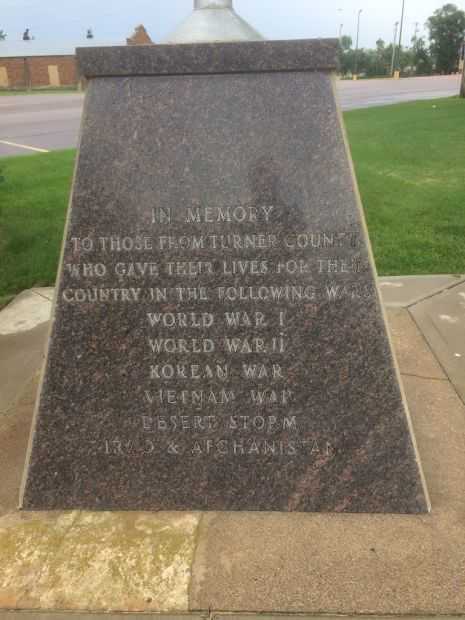 IN MEMORY
TO THOSE FROM TURNER COUNTY
WHO GAVE THEIR LIVES FOR THEIR
COUNTRY IN THE FOLLOWING WARS
WORLD WAR I
WORLD WAR II
KOREAN WAR
VIETNAM WAR
DESERT STORM
IRAQ & AFGHANISTAN